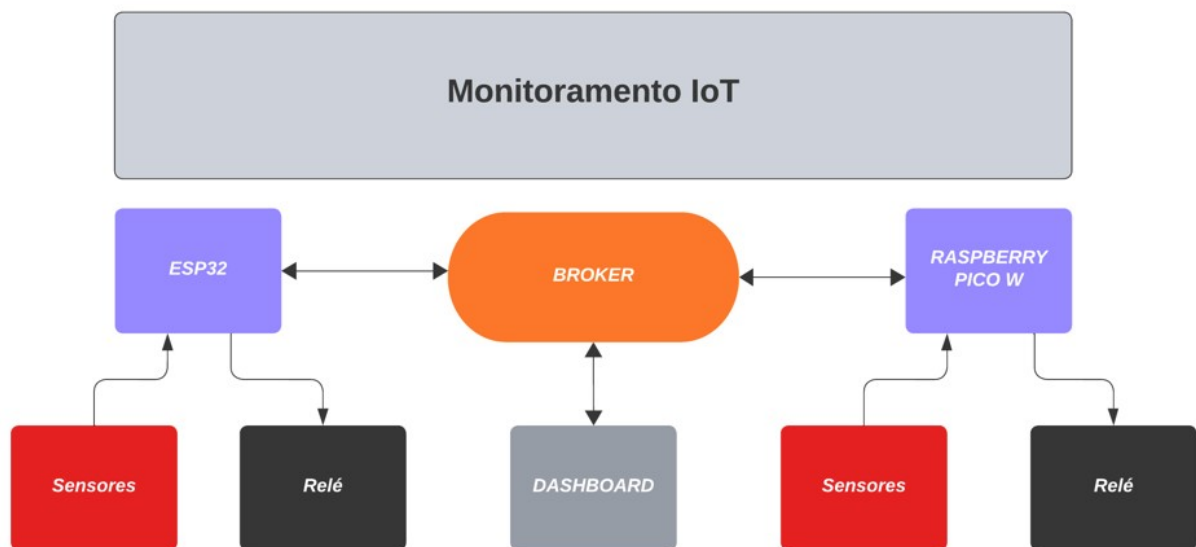 Monitoramento IoT
ESP32
BROKER
RASPBERRY
PICO W
Sensores
Relé
DASHBOARD
Sensores
Relé